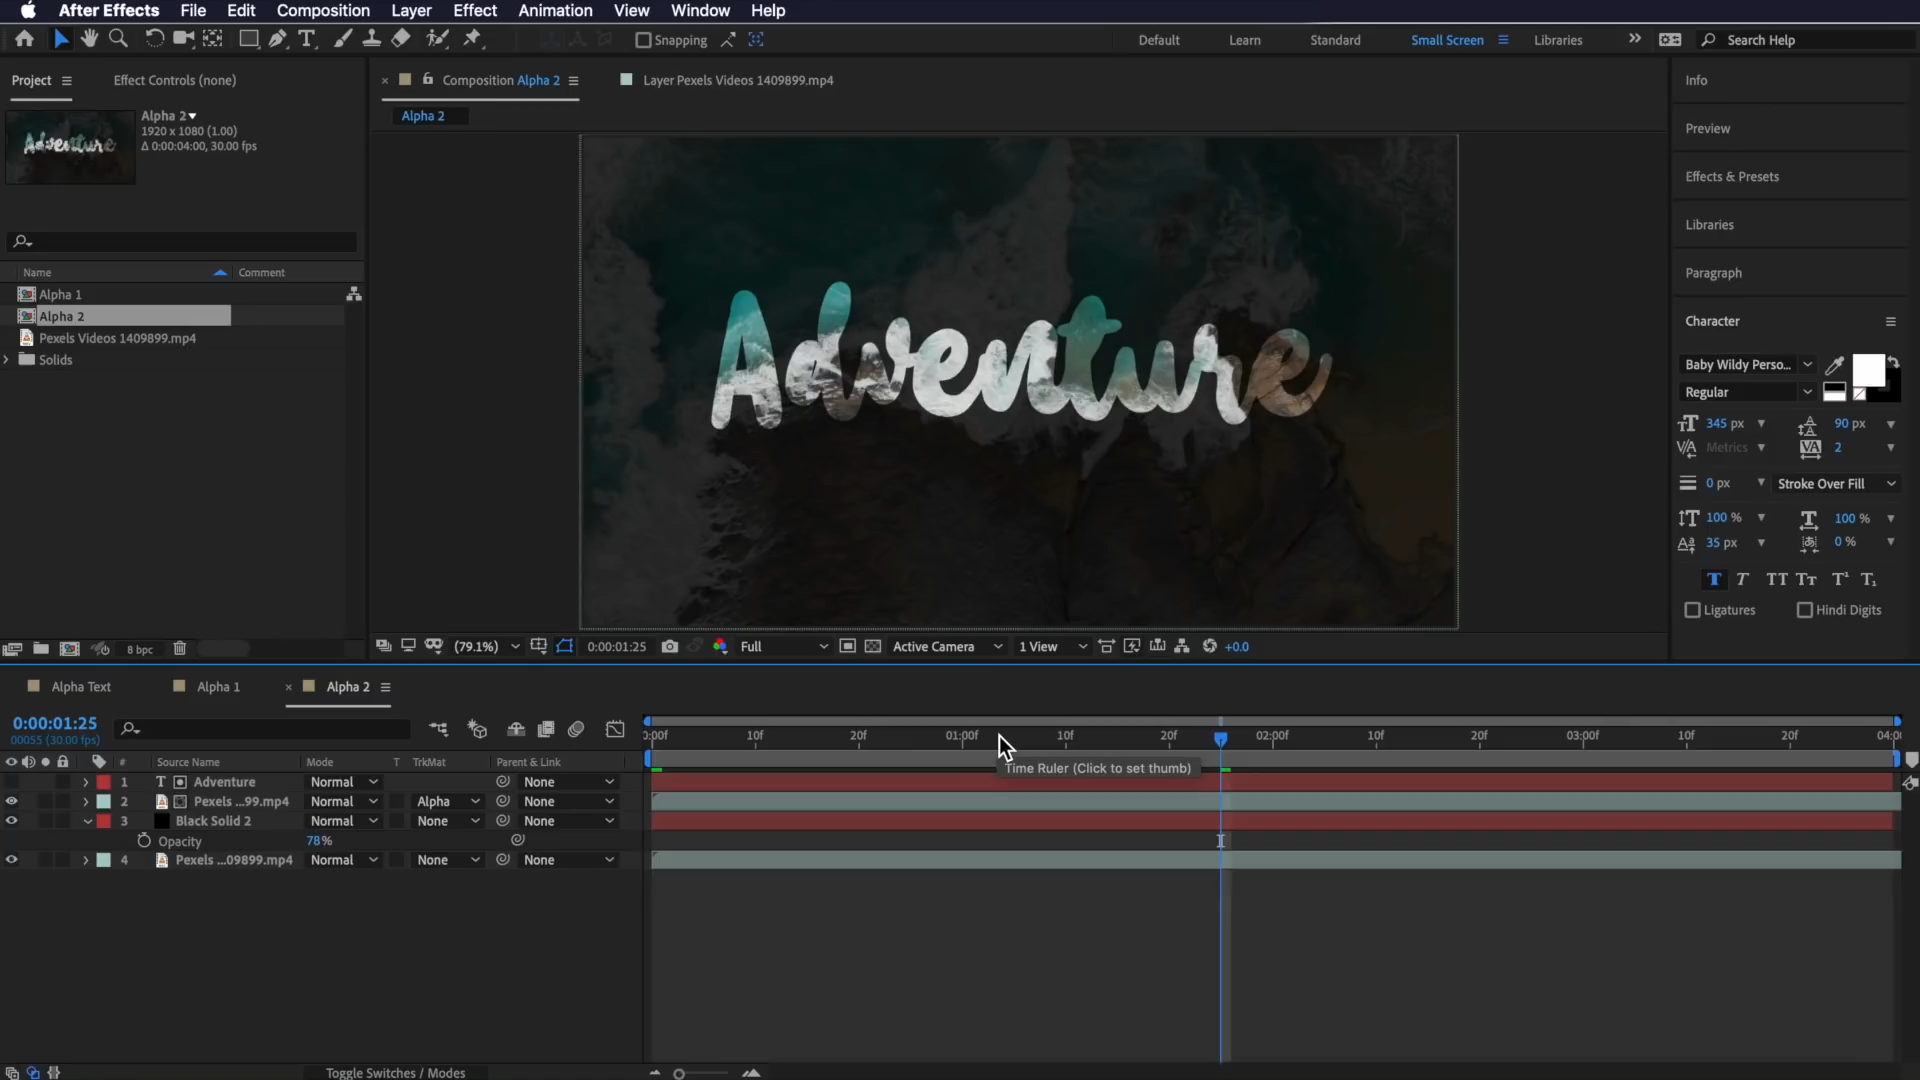 After Effects File Edit Composition Layer Effect Animation View Window Help
Snapping Default Learn Standard Small Screen Libraries Search Help
Project Effect Controls (none)
Alpha 2
1920 x 1080 (1.00)
Δ 0:00:04:00, 30.00 fps
Name Comment
Alpha 1
Alpha 2
Pexels Videos 1409899.mp4
Solids
8 bpc
Composition Alpha 2 Layer Pexels Videos 1409899.mp4
Alpha 2
Adventure
(79.1%) 0:00:01:25 Full Active Camera 1 View +0.0
Info
Preview
Effects & Presets
Libraries
Paragraph
Character
Baby Wildy Perso...
Regular
345 px 90 px
Metrics 2
0 px Stroke Over Fill
100 % 100 %
35 px 0 %
T T TT Tт T¹ T₁
Ligatures Hindi Digits
Alpha Text Alpha 1 Alpha 2
0:00:01:25
00055 (30.00 fps)
# Source Name Mode T TrkMat Parent & Link
1 T Adventure Normal None
2 Pexels ...99.mp4 Normal Alpha None
3 Black Solid 2 Normal None None
Opacity 78%
4 Pexels ...09899.mp4 Normal None None
Toggle Switches / Modes
):00f 10f 20f 01:00f 10f 20f 02:00f 10f 20f 03:00f 10f 20f 04:0
Time Ruler (Click to set thumb)